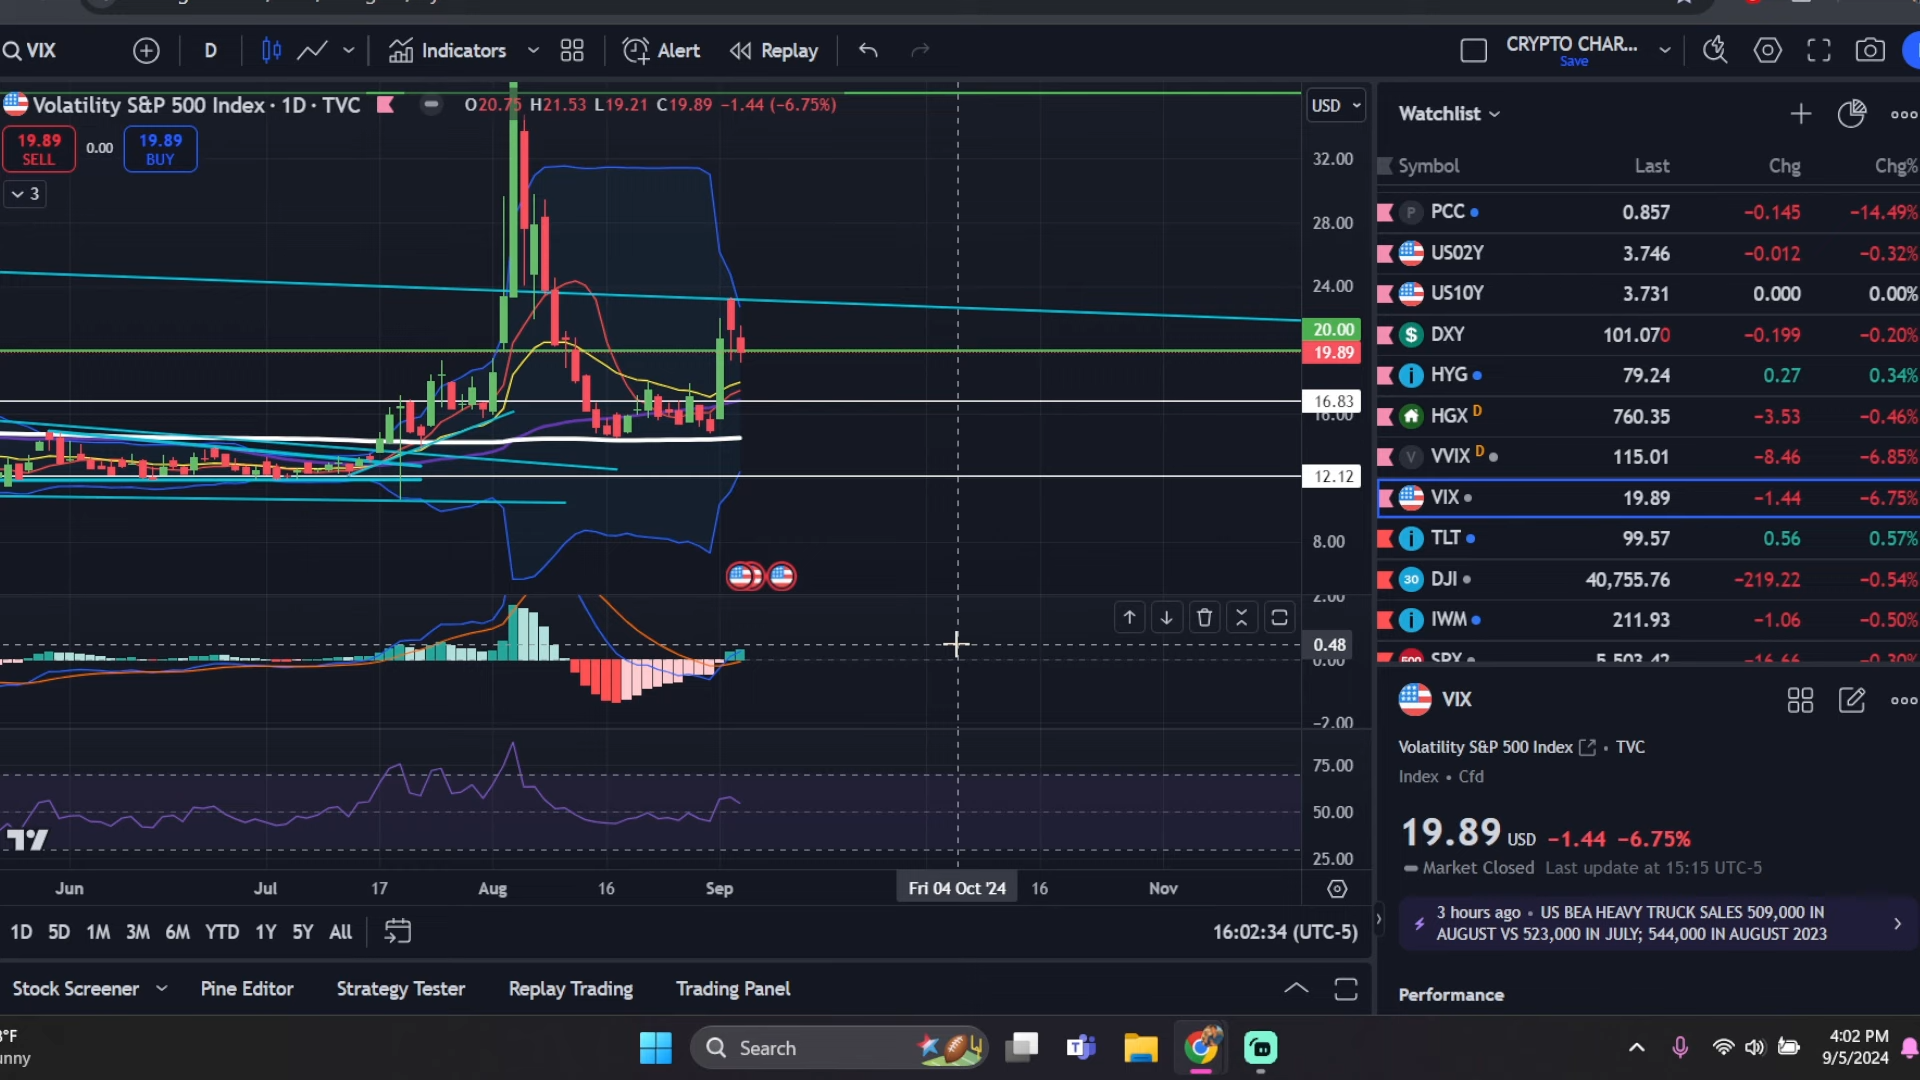 VIX
D
Indicators
Alert
Replay
CRYPTO CHAR...
Save
Volatility S&P 500 Index · 1D · TVC
O20.75 H21.53 L19.21 C19.89 −1.44 (−6.75%)
USD
19.89
SELL
0.00
19.89
BUY
3
32.00
28.00
24.00
20.00
19.89
16.83
16.00
12.12
8.00
2.00
0.48
0.00
−2.00
75.00
50.00
25.00
Jun
Jul
17
Aug
16
Sep
Fri 04 Oct '24
16
Nov
1D 5D 1M 3M 6M YTD 1Y 5Y All
16:02:34 (UTC-5)
Stock Screener
Pine Editor
Strategy Tester
Replay Trading
Trading Panel
Watchlist
Symbol Last Chg Chg%
P PCC 0.857 −0.145 −14.49%
US02Y 3.746 −0.012 −0.32%
US10Y 3.731 0.000 0.00%
$ DXY 101.070 −0.199 −0.20%
HYG 79.24 0.27 0.34%
HGX D 760.35 −3.53 −0.46%
V VVIX D 115.01 −8.46 −6.85%
VIX 19.89 −1.44 −6.75%
TLT 99.57 0.56 0.57%
30 DJI 40,755.76 −219.22 −0.54%
IWM 211.93 −1.06 −0.50%
500 SPX 5,503.42 −16.66 −0.30%
VIX
Volatility S&P 500 Index · TVC
Index · Cfd
19.89 USD −1.44 −6.75%
Market Closed Last update at 15:15 UTC-5
3 hours ago · US BEA HEAVY TRUCK SALES 509,000 IN
AUGUST VS 523,000 IN JULY; 544,000 IN AUGUST 2023
Performance
Search
4:02 PM
9/5/2024